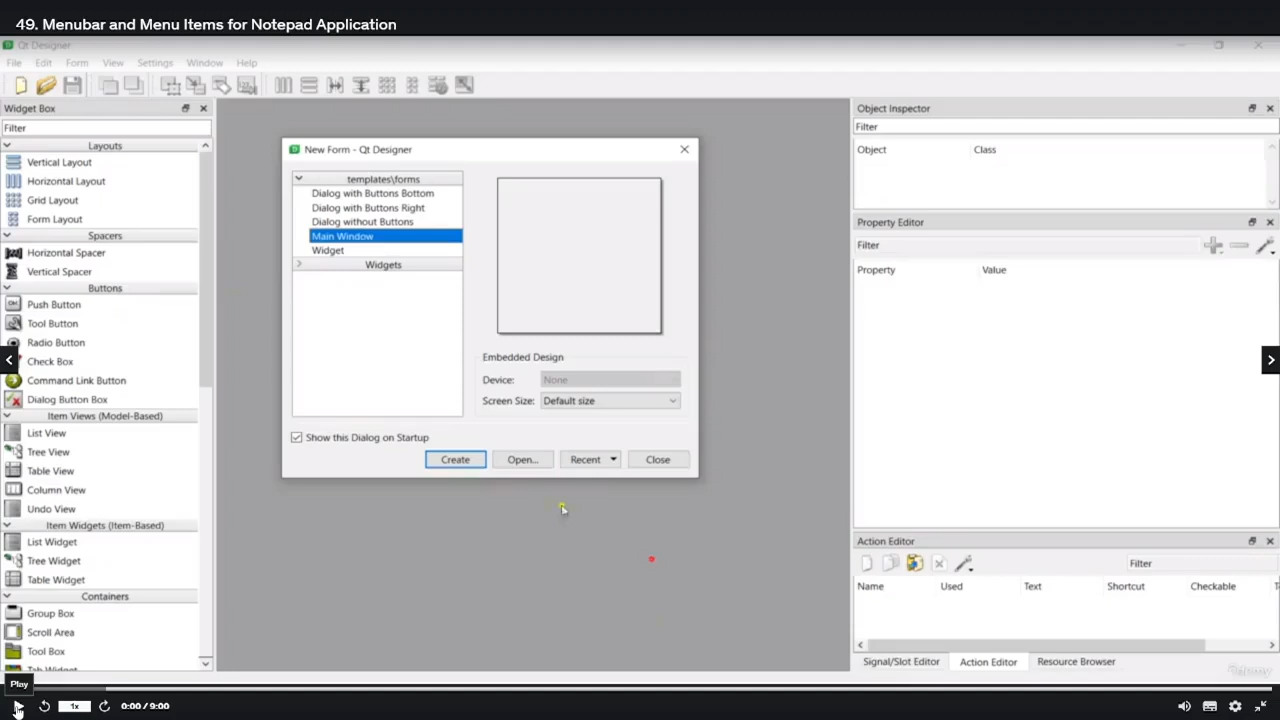 49. Menubar and Menu Items for Notepad Application
Qt Designer
File Edit Form View Settings Window Help
Widget Box
Filter
Layouts
Vertical Layout
Horizontal Layout
Grid Layout
Form Layout
Spacers
Horizontal Spacer
Vertical Spacer
Buttons
Push Button
Tool Button
Radio Button
Check Box
Command Link Button
Dialog Button Box
Item Views (Model-Based)
List View
Tree View
Table View
Column View
Undo View
Item Widgets (Item-Based)
List Widget
Tree Widget
Table Widget
Containers
Group Box
Scroll Area
Tool Box
Tab Widget
New Form - Qt Designer
templates\forms
Dialog with Buttons Bottom
Dialog with Buttons Right
Dialog without Buttons
Main Window
Widget
Widgets
Embedded Design
Device: None
Screen Size: Default size
Show this Dialog on Startup
Create Open... Recent Close
Object Inspector
Filter
Object Class
Property Editor
Filter
Property Value
Action Editor
Filter
Name Used Text Shortcut Checkable
Signal/Slot Editor Action Editor Resource Browser
Udemy
Play
1x 0:00 / 9:00